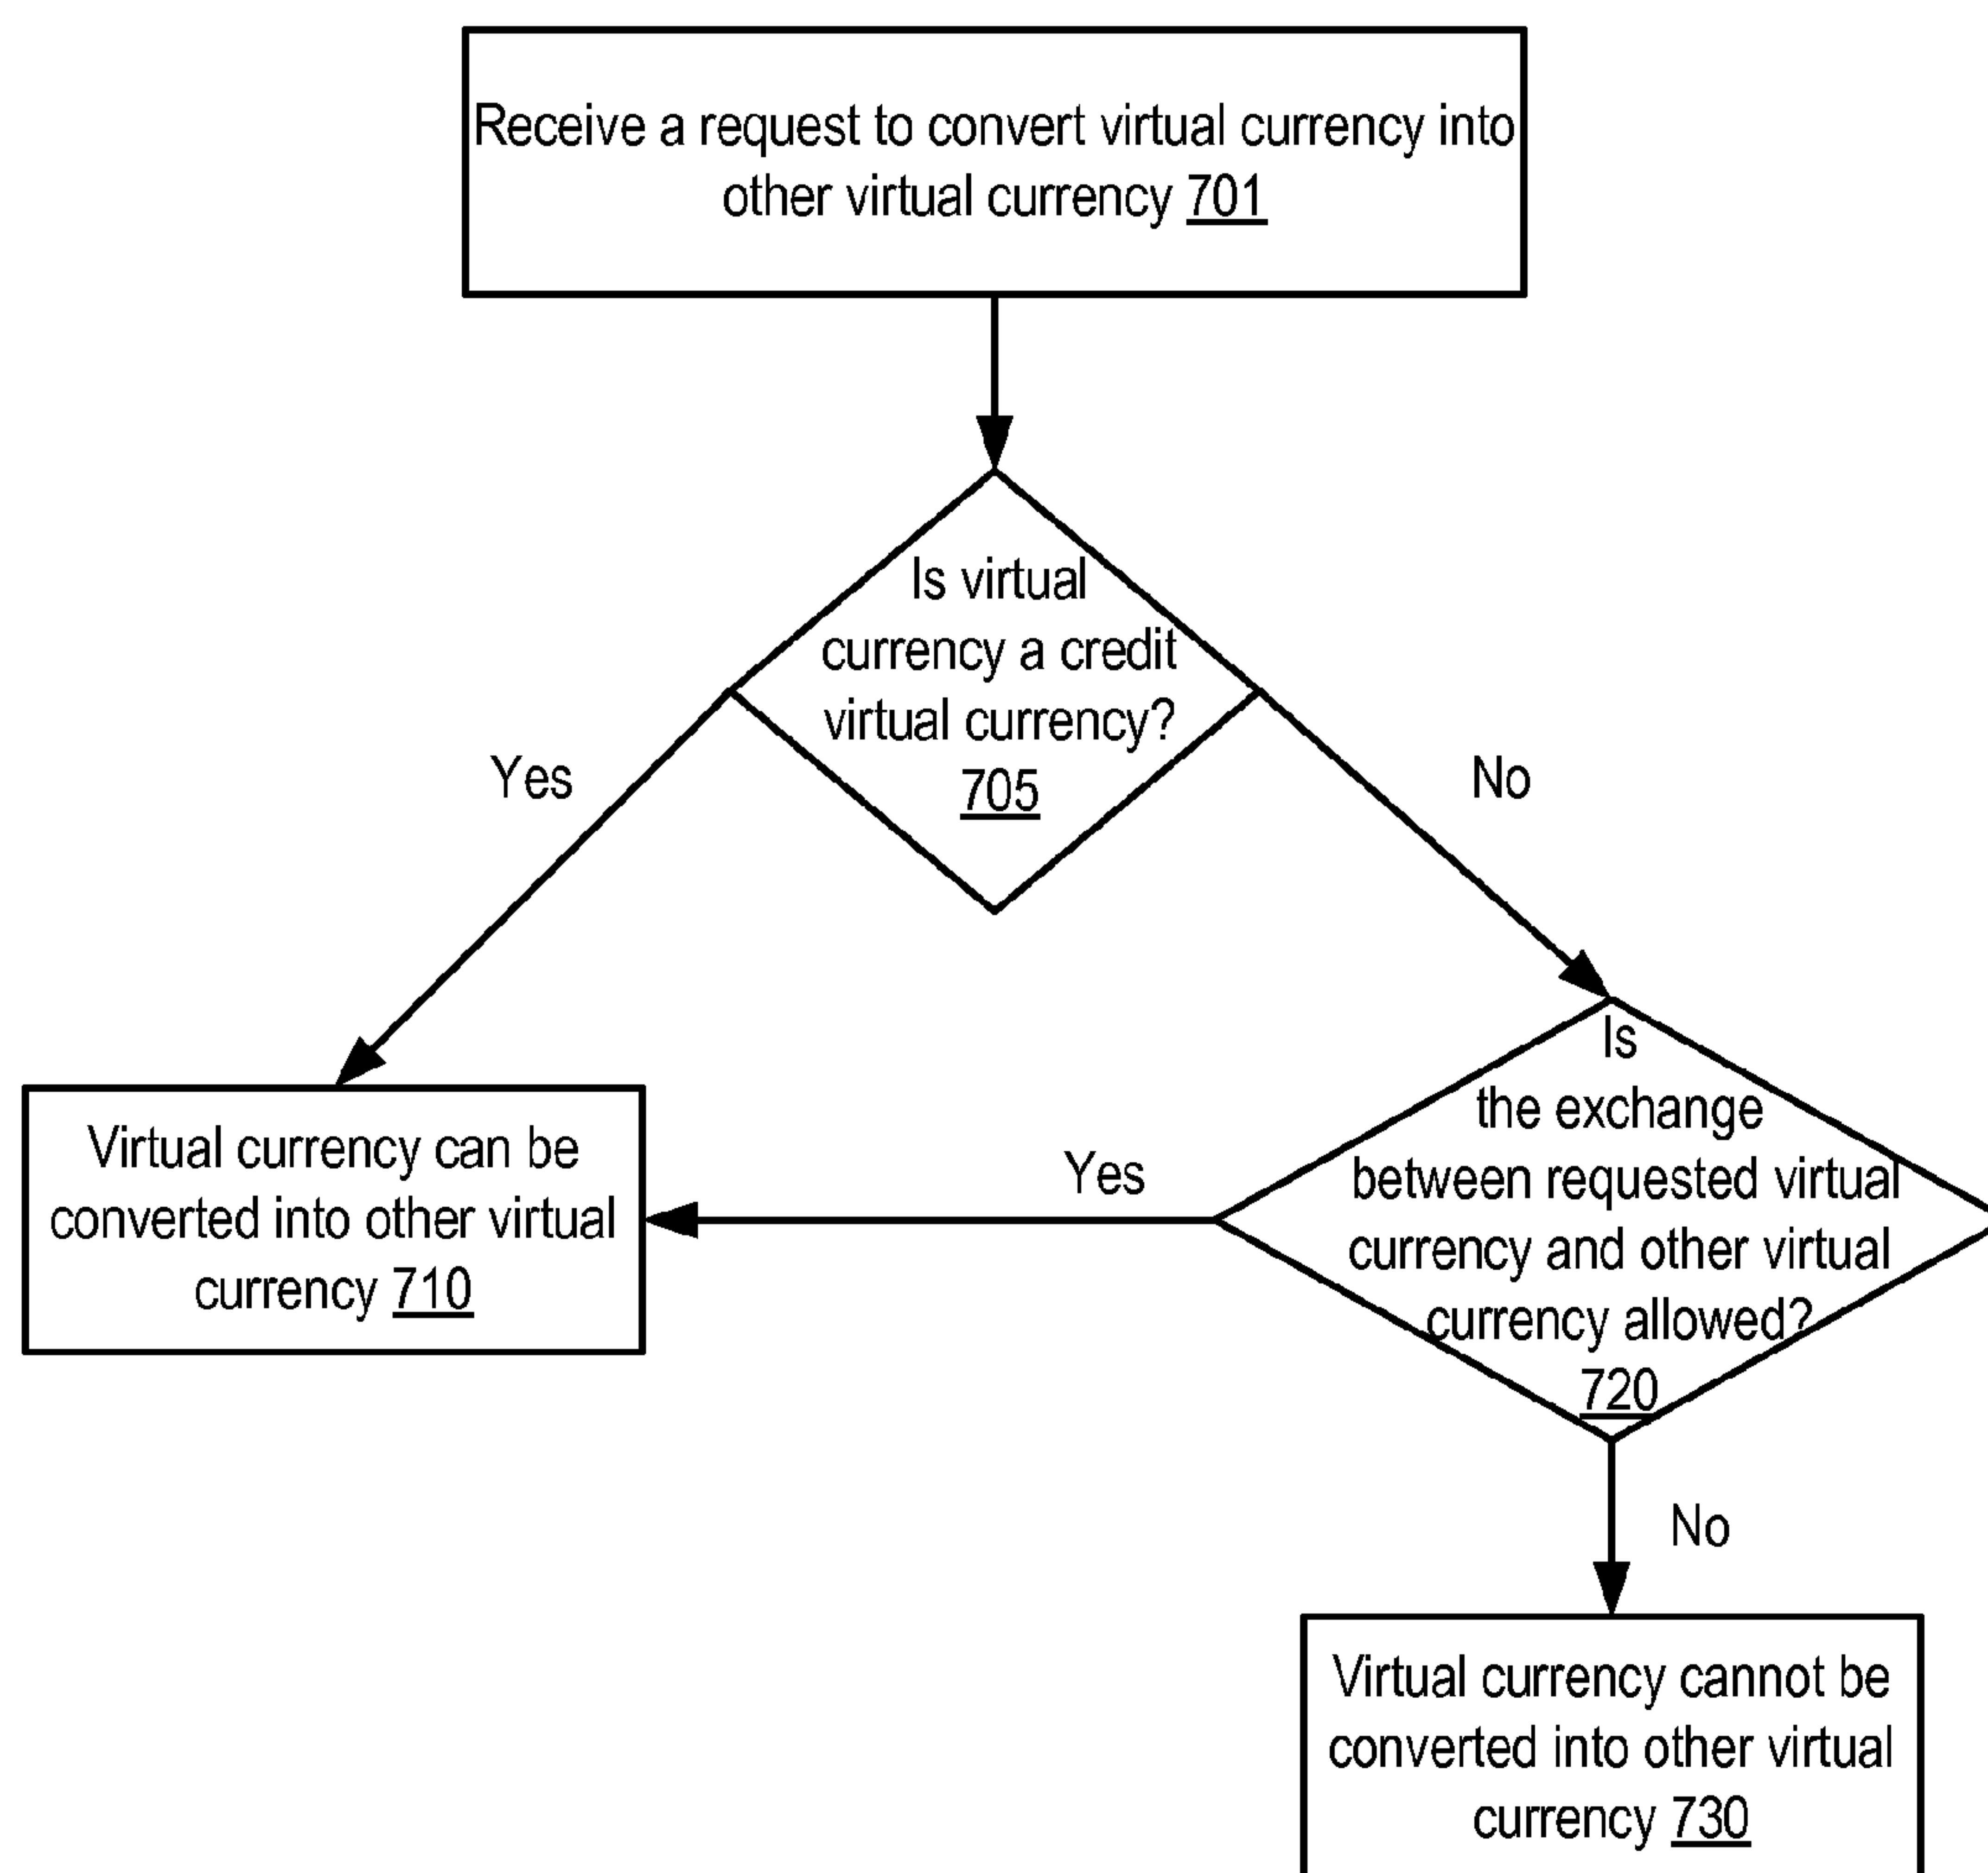 Receive a request to convert virtual currency into
other virtual currency 701
Is virtual
currency a credit
virtual currency?
705
Yes
No
Is
the exchange
between requested virtual
currency and other virtual
currency allowed?
720
Yes
Virtual currency can be
converted into other virtual
currency 710
No
Virtual currency cannot be
converted into other virtual
currency 730